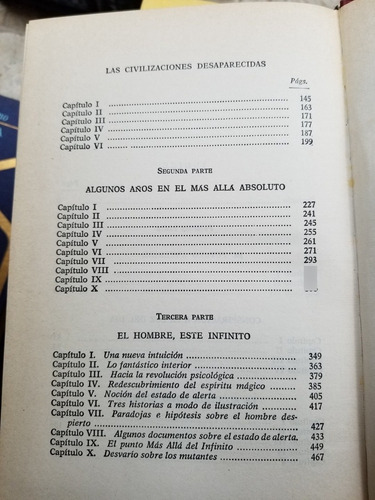 LAS CIVILIZACIONES DESAPARECIDAS
Págs.
Capítulo I ........ 145
Capítulo II ........ 163
Capítulo III ........ 171
Capítulo IV ........ 177
Capítulo V ........ 187
Capítulo VI ........ 199
SEGUNDA PARTE
ALGUNOS AÑOS EN EL MAS ALLA ABSOLUTO
Capítulo I ........ 227
Capítulo II ........ 241
Capítulo III ........ 245
Capítulo IV ........ 255
Capítulo V ........ 261
Capítulo VI ........ 271
Capítulo VII ........ 293
Capítulo VIII ........
Capítulo IX ........
Capítulo X ........
TERCERA PARTE
EL HOMBRE, ESTE INFINITO
Capítulo I. Una nueva intuición ........ 349
Capítulo II. Lo fantástico interior ........ 363
Capítulo III. Hacia la revolución psicológica ........ 379
Capítulo IV. Redescubrimiento del espíritu mágico ........ 385
Capítulo V. Noción del estado de alerta ........ 405
Capítulo VI. Tres historias a modo de ilustración ........ 417
Capítulo VII. Paradojas e hipótesis sobre el hombre des-
pierto ........ 427
Capítulo VIII. Algunos documentos sobre el estado de alerta. 433
Capítulo IX. El punto Más Allá del Infinito ........ 449
Capítulo X. Desvarío sobre los mutantes ........ 467